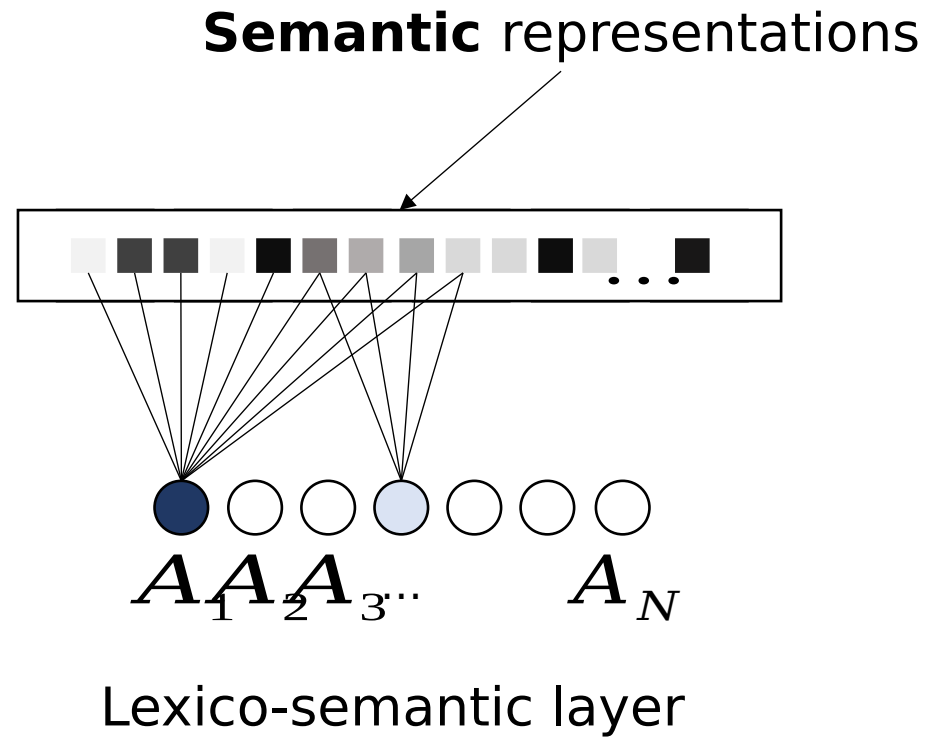 Semantic representations
...
A1 A2 A3 ... AN
Lexico-semantic layer